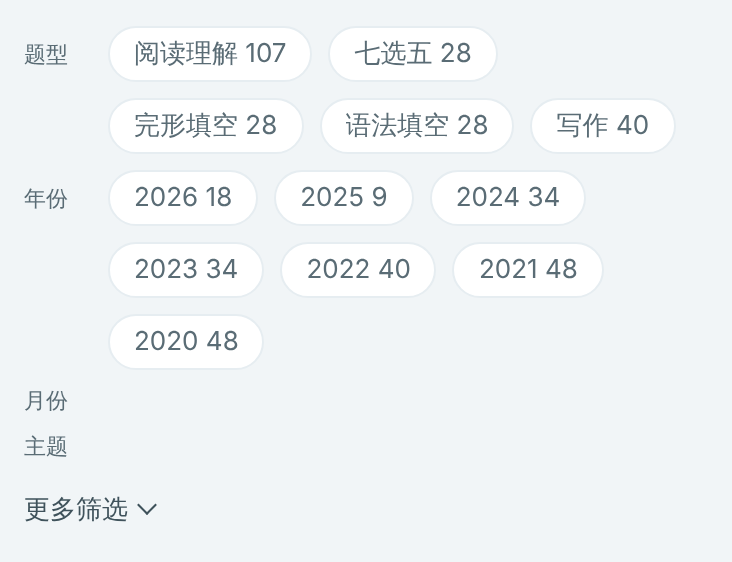 题型 阅读理解 107 七选五 28
完形填空 28 语法填空 28 写作 40
年份 2026 18 2025 9 2024 34
2023 34 2022 40 2021 48
2020 48
月份
主题
更多筛选